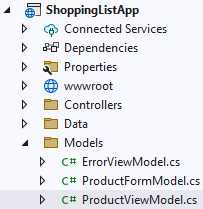 ShoppingListApp
Connected Services
Dependencies
Properties
wwwroot
Controllers
Data
Models
C# ErrorViewModel.cs
C# ProductFormModel.cs
C# ProductViewModel.cs